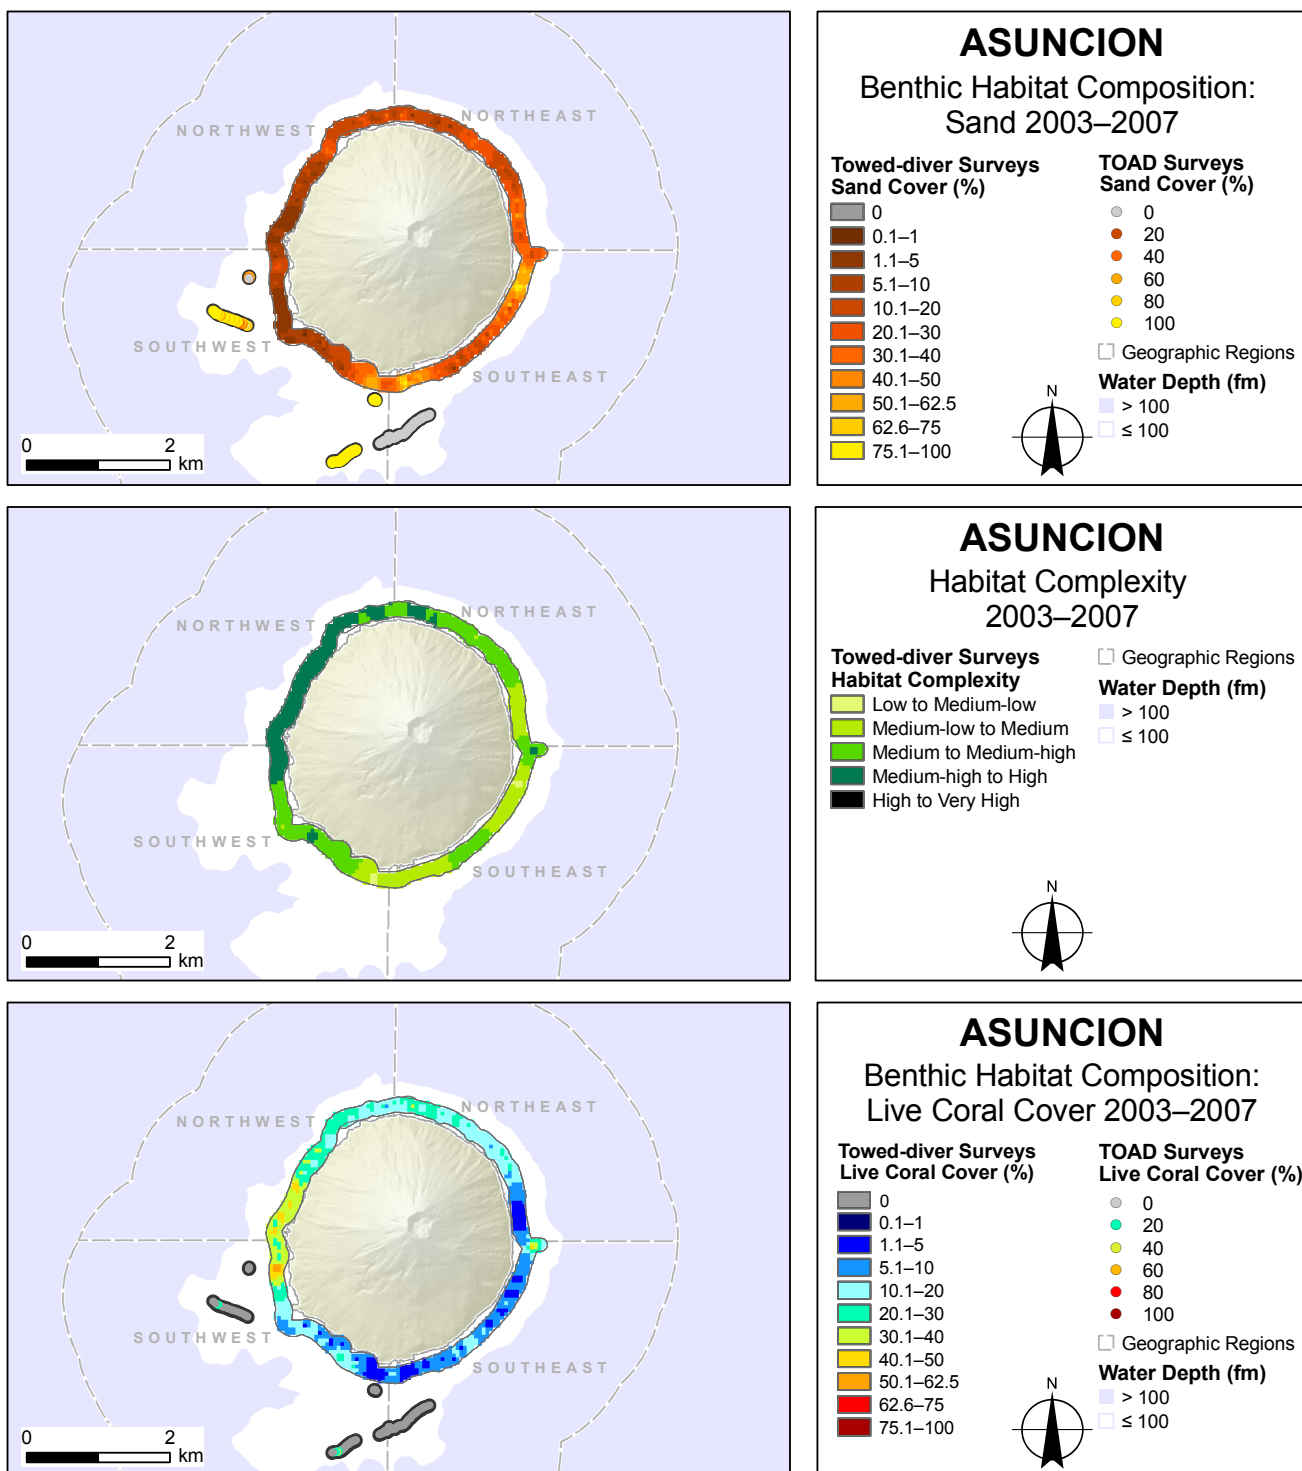 NORTHWEST
NORTHEAST
SOUTHWEST
SOUTHEAST
0 2
km
ASUNCION
Benthic Habitat Composition:
Sand 2003–2007
Towed-diver Surveys
Sand Cover (%)
0
0.1–1
1.1–5
5.1–10
10.1–20
20.1–30
30.1–40
40.1–50
50.1–62.5
62.6–75
75.1–100
TOAD Surveys
Sand Cover (%)
0
20
40
60
80
100
Geographic Regions
Water Depth (fm)
> 100
≤ 100
N
NORTHWEST
NORTHEAST
SOUTHWEST
SOUTHEAST
0 2
km
ASUNCION
Habitat Complexity
2003–2007
Towed-diver Surveys
Habitat Complexity
Low to Medium-low
Medium-low to Medium
Medium to Medium-high
Medium-high to High
High to Very High
Geographic Regions
Water Depth (fm)
> 100
≤ 100
N
NORTHWEST
NORTHEAST
SOUTHWEST
SOUTHEAST
0 2
km
ASUNCION
Benthic Habitat Composition:
Live Coral Cover 2003–2007
Towed-diver Surveys
Live Coral Cover (%)
0
0.1–1
1.1–5
5.1–10
10.1–20
20.1–30
30.1–40
40.1–50
50.1–62.5
62.6–75
75.1–100
TOAD Surveys
Live Coral Cover (%)
0
20
40
60
80
100
Geographic Regions
Water Depth (fm)
> 100
≤ 100
N